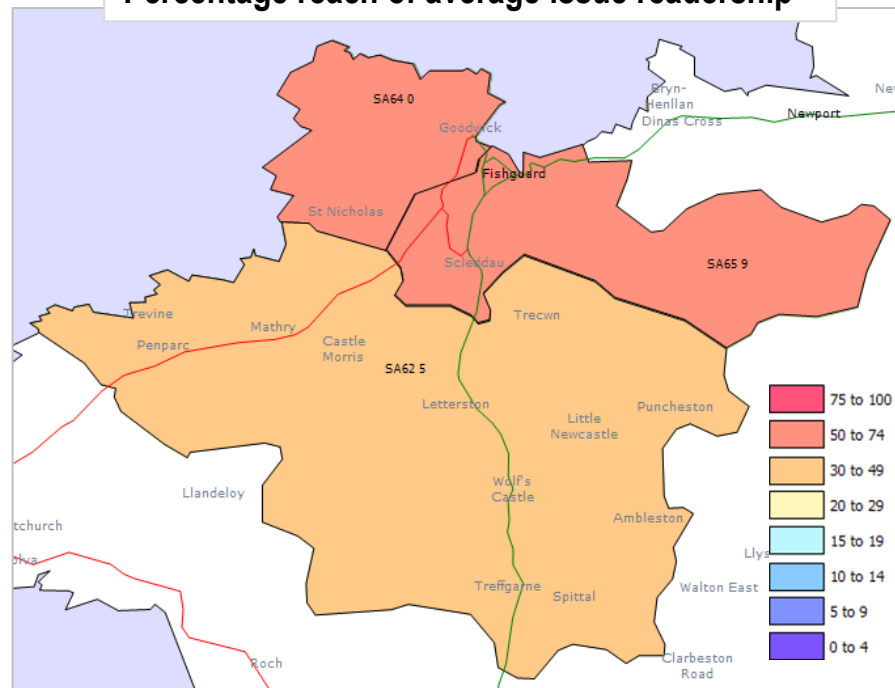 Percentage reach of average issue readership
SA64 0
Bryn-
Henllan
Dinas Cross
Newport
Goodwick
Fishguard
St Nicholas
Scleddau
SA65 9
Trevine
Mathry
Penparc
Castle
Morris
Trecwn
SA62 5
Letterston
Little
Newcastle
Puncheston
Wolf's
Castle
Llandeloy
Ambleston
tchurch
olva
Llys
Treffgarne
Spittal
Walton East
Roch
Clarbeston
Road
75 to 100
50 to 74
30 to 49
20 to 29
15 to 19
10 to 14
5 to 9
0 to 4